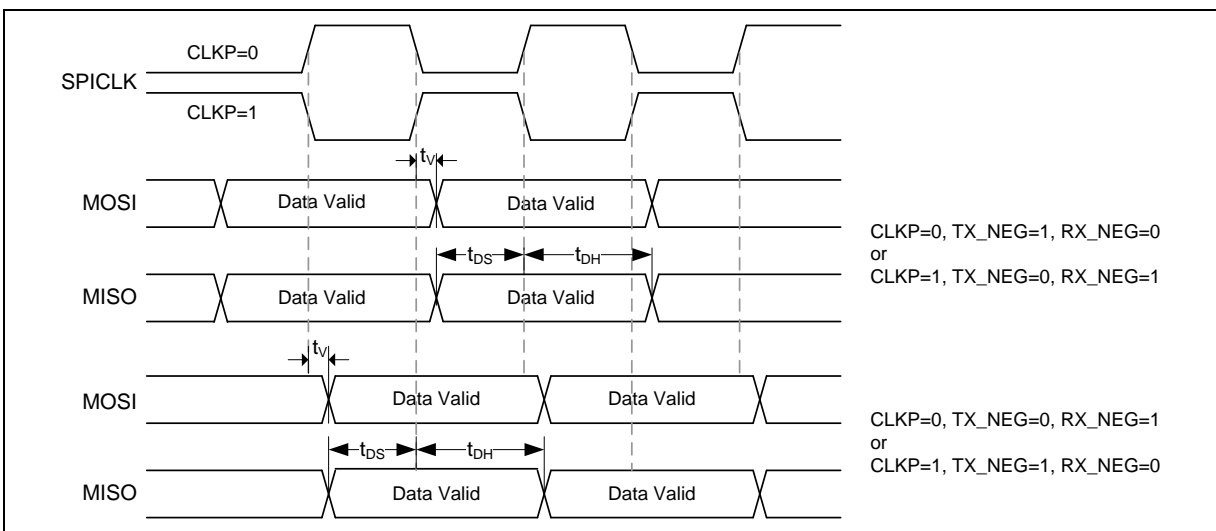 CLKP=0
SPICLK
CLKP=1
tV
MOSI
Data Valid
Data Valid
CLKP=0, TX_NEG=1, RX_NEG=0
or
CLKP=1, TX_NEG=0, RX_NEG=1
tDS
tDH
MISO
Data Valid
Data Valid
tV
MOSI
Data Valid
Data Valid
CLKP=0, TX_NEG=0, RX_NEG=1
or
CLKP=1, TX_NEG=1, RX_NEG=0
tDS
tDH
MISO
Data Valid
Data Valid